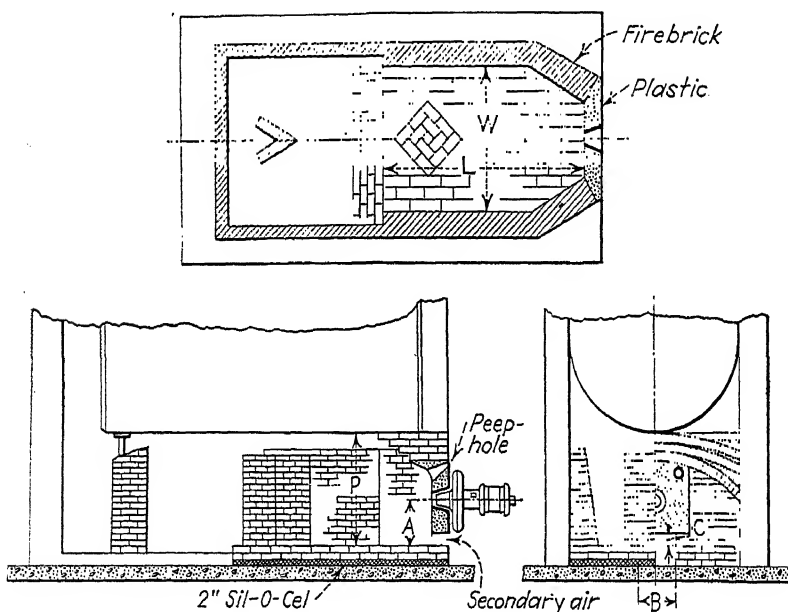 Firebrick
Plastic
W
L
Peep-
hole
P
A
C
2" Sil-O-Cel
Secondary air
B